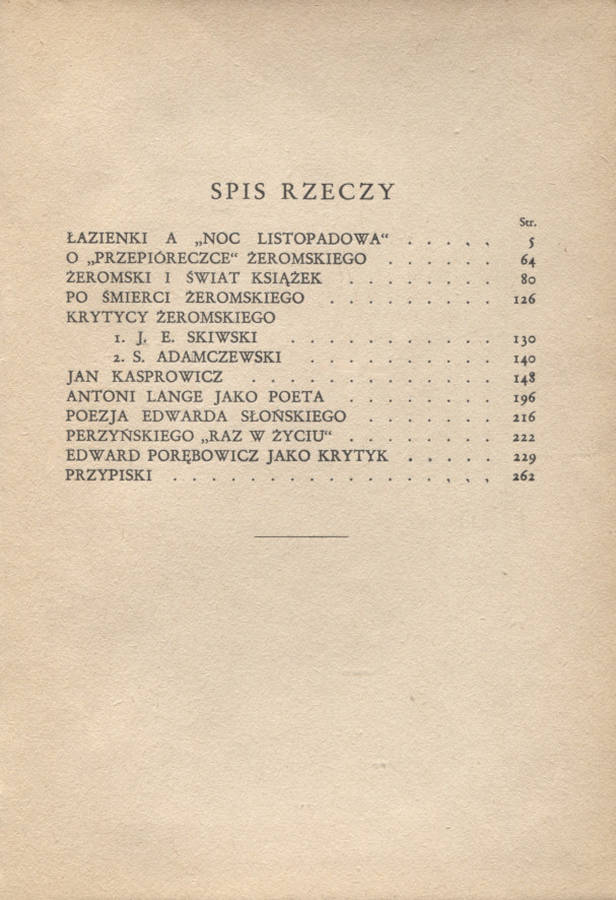 SPIS RZECZY
Str.
ŁAZIENKI A „NOC LISTOPADOWA“ . . . . . 5
O „PRZEPIÓRECZCE“ ŻEROMSKIEGO . . . . . . 64
ŻEROMSKI I ŚWIAT KSIĄŻEK . . . . . . . . 80
PO ŚMIERCI ŻEROMSKIEGO . . . . . . . . . 126
KRYTYCY ŻEROMSKIEGO
1. J. E. SKIWSKI . . . . . . . . . . . 130
2. S. ADAMCZEWSKI . . . . . . . . . . 140
JAN KASPROWICZ . . . . . . . . . . . . . 148
ANTONI LANGE JAKO POETA . . . . . . . . 196
POEZJA EDWARDA SŁOŃSKIEGO . . . . . . . . 216
PERZYŃSKIEGO „RAZ W ŻYCIU“ . . . . . . . . 222
EDWARD PORĘBOWICZ JAKO KRYTYK . . . . . 229
PRZYPISKI . . . . . . . . . . . . . . . . . 262